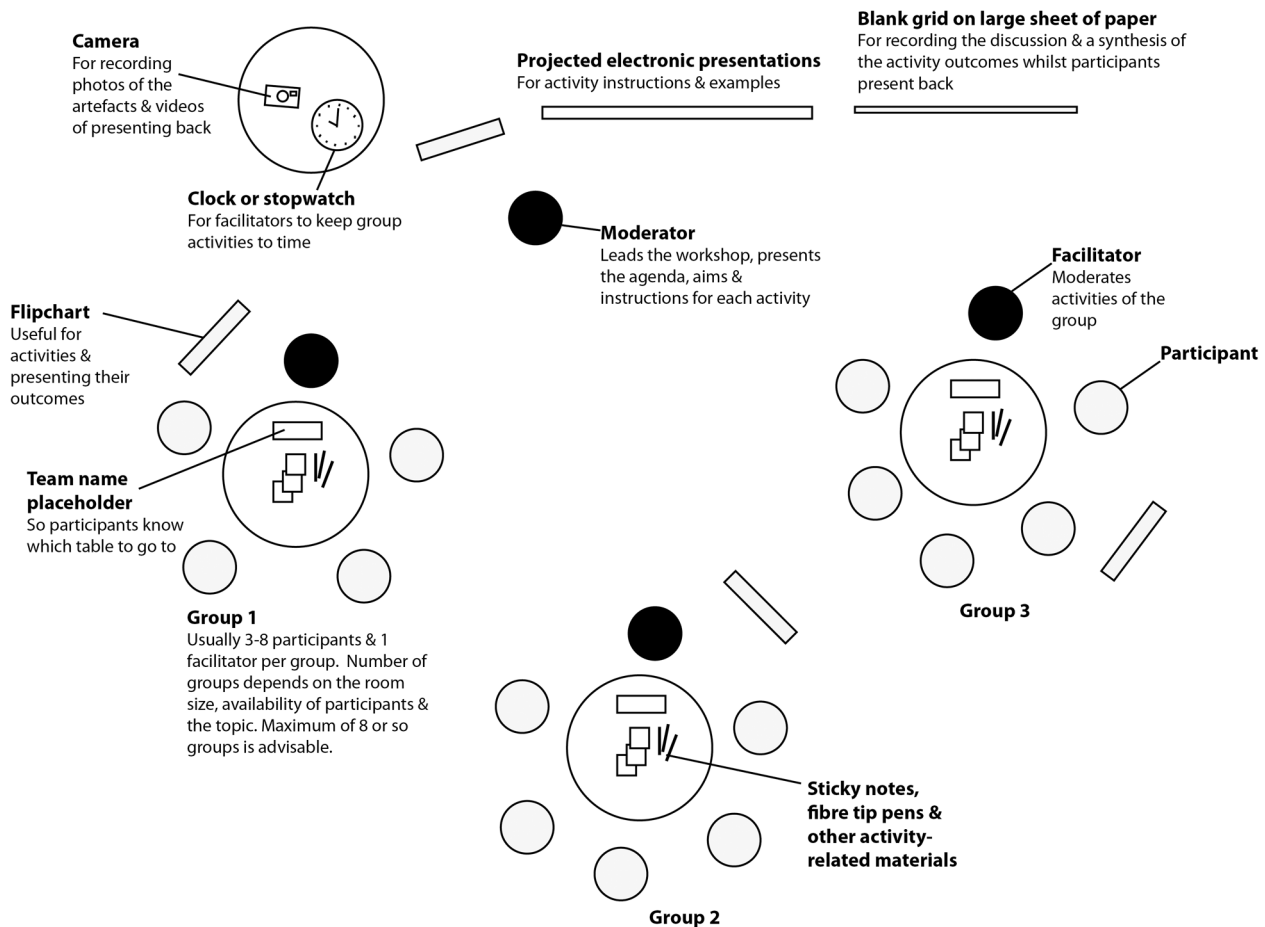 Camera
For recording
photos of the
artefacts & videos
of presenting back
Projected electronic presentations
For activity instructions & examples
Blank grid on large sheet of paper
For recording the discussion & a synthesis of
the activity outcomes whilst participants
present back
Clock or stopwatch
For facilitators to keep group
activities to time
Moderator
Leads the workshop, presents
the agenda, aims &
instructions for each activity
Facilitator
Moderates
activities of the
group
Participant
Flipchart
Useful for
activities &
presenting their
outcomes
Team name
placeholder
So participants know
which table to go to
Group 1
Usually 3-8 participants & 1
facilitator per group.  Number of
groups depends on the room
size, availability of participants &
the topic. Maximum of 8 or so
groups is advisable.
Group 3
Sticky notes,
fibre tip pens &
other activity-
related materials
Group 2